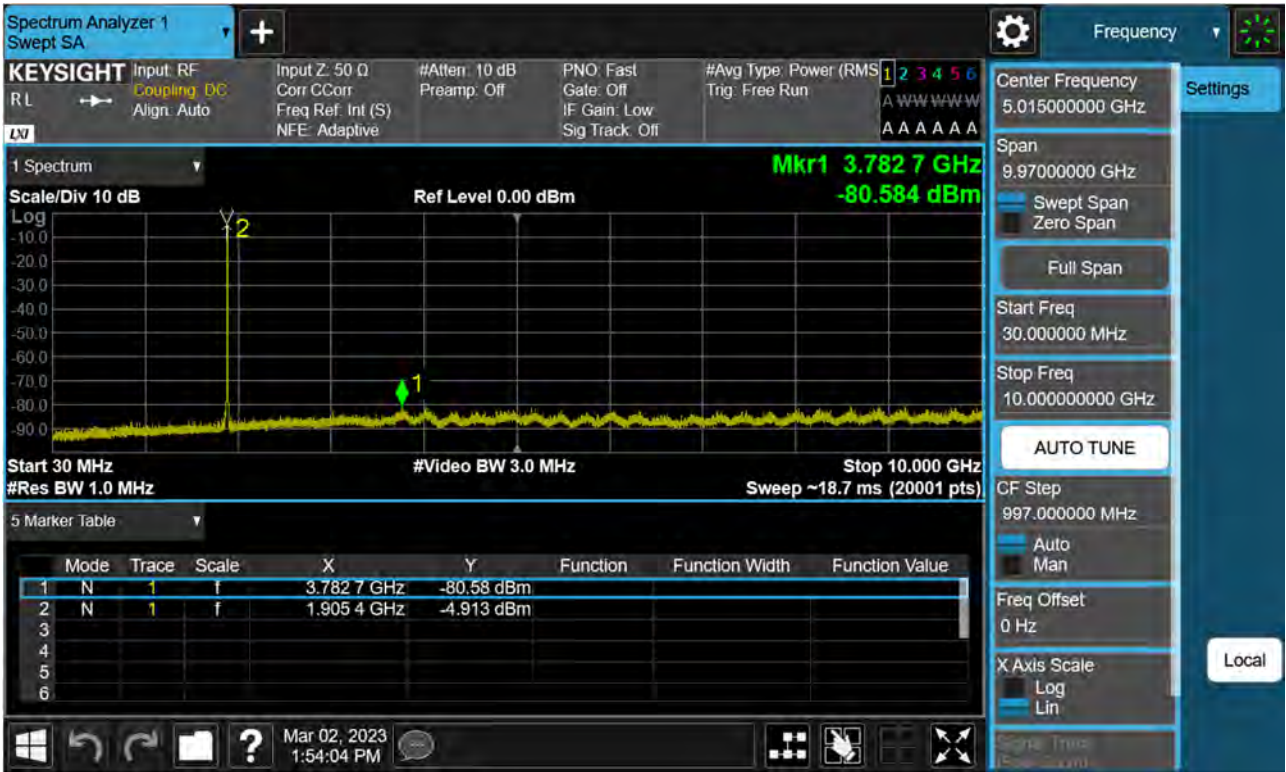 Spectrum Analyzer 1
Swept SA
+
Frequency
KEYSIGHT
RL
LXI
Input: RF
Coupling: DC
Align: Auto
Input Z: 50 Ω
Corr CCorr
Freq Ref: Int (S)
NFE: Adaptive
#Atten: 10 dB
Preamp: Off
PNO: Fast
Gate: Off
IF Gain: Low
Sig Track: Off
#Avg Type: Power (RMS
Trig: Free Run
1 2 3 4 5 6
A W W W W W
A A A A A A
1 Spectrum
Mkr1 3.782 7 GHz
Scale/Div 10 dB
Ref Level 0.00 dBm
-80.584 dBm
Log
-10.0
-20.0
-30.0
-40.0
-50.0
-60.0
-70.0
-80.0
-90.0
2
1
Start 30 MHz
#Video BW 3.0 MHz
Stop 10.000 GHz
#Res BW 1.0 MHz
Sweep ~18.7 ms (20001 pts)
5 Marker Table
Mode Trace Scale X Y Function Function Width Function Value
1 N 1 f 3.782 7 GHz -80.58 dBm
2 N 1 f 1.905 4 GHz -4.913 dBm
3
4
5
6
Center Frequency
5.015000000 GHz
Settings
Span
9.97000000 GHz
Swept Span
Zero Span
Full Span
Start Freq
30.000000 MHz
Stop Freq
10.000000000 GHz
AUTO TUNE
CF Step
997.000000 MHz
Auto
Man
Freq Offset
0 Hz
X Axis Scale
Log
Lin
Local
?
Mar 02, 2023
1:54:04 PM